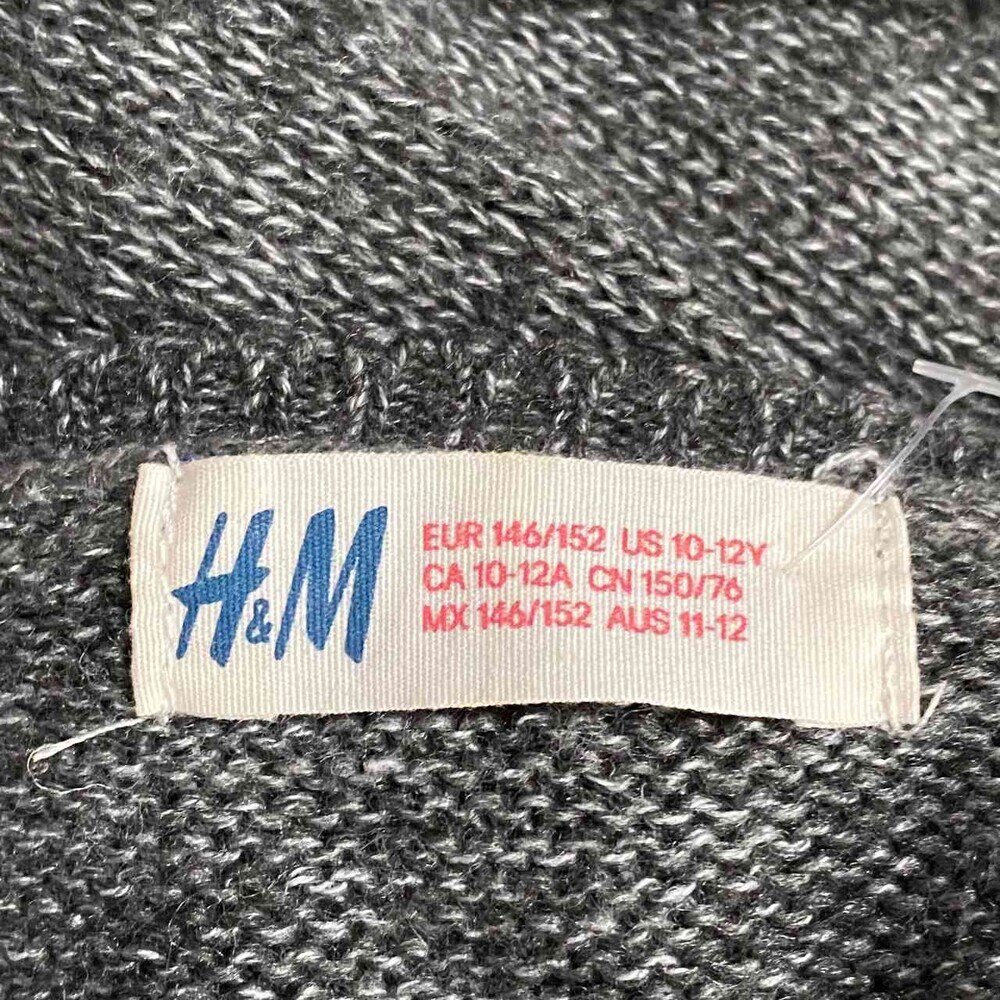 H&M
EUR 146/152 US 10-12Y
CA 10-12A CN 150/76
MX 146/152 AUS 11-12